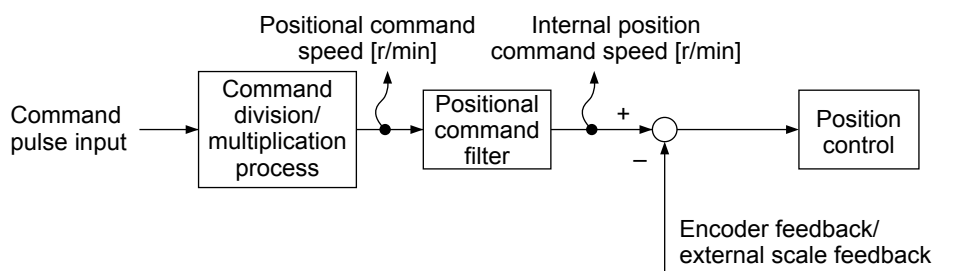 Positional command
speed [r/min]
Internal position
command speed [r/min]
Command
pulse input
Command
division/
multiplication
process
Positional
command
filter
+
–
Position
control
Encoder feedback/
external scale feedback